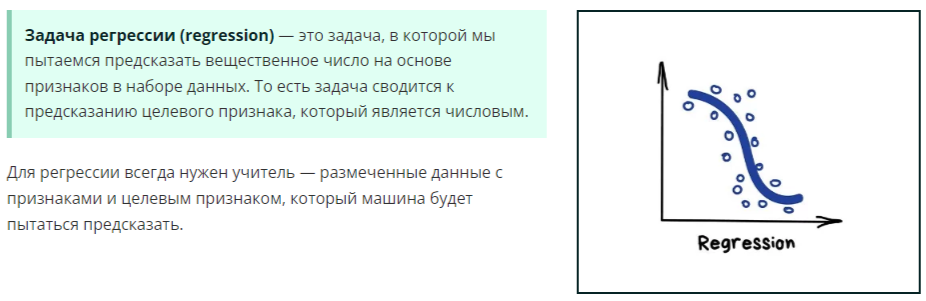 Задача регрессии (regression) — это задача, в которой мы
пытаемся предсказать вещественное число на основе
признаков в наборе данных. То есть задача сводится к
предсказанию целевого признака, который является числовым.
Для регрессии всегда нужен учитель — размеченные данные с
признаками и целевым признаком, который машина будет
пытаться предсказать.
Regression